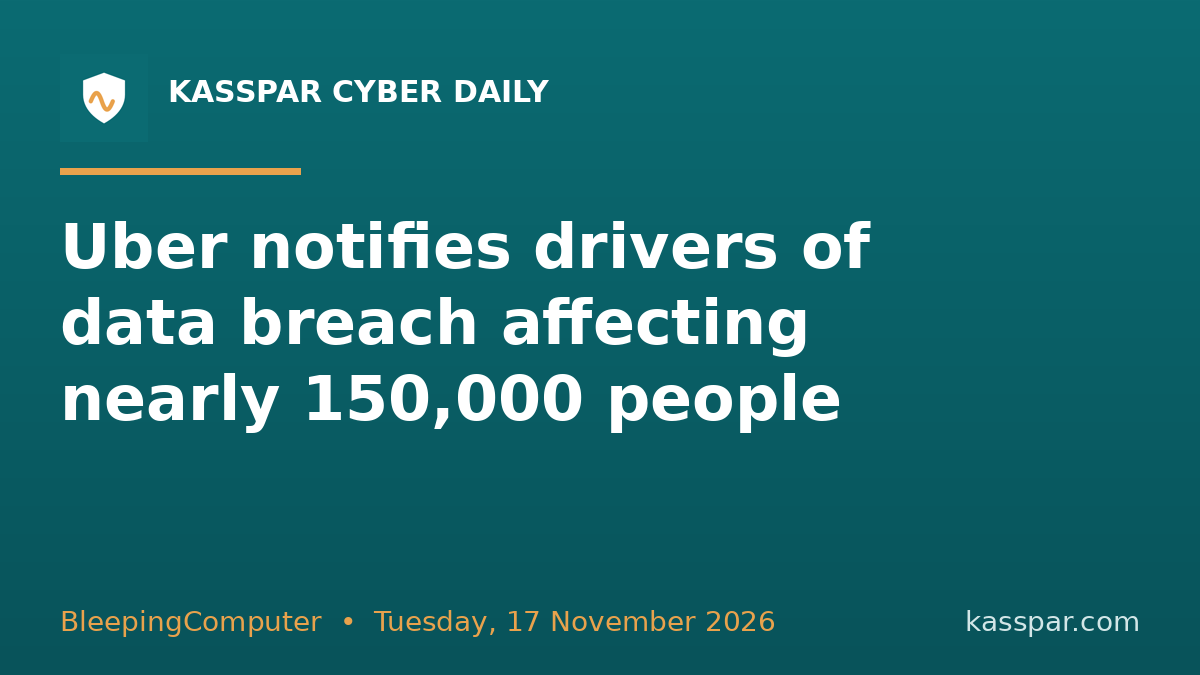 KASSPAR CYBER DAILY
Uber notifies drivers of
data breach affecting
nearly 150,000 people
BleepingComputer • Tuesday, 17 November 2026
kasspar.com